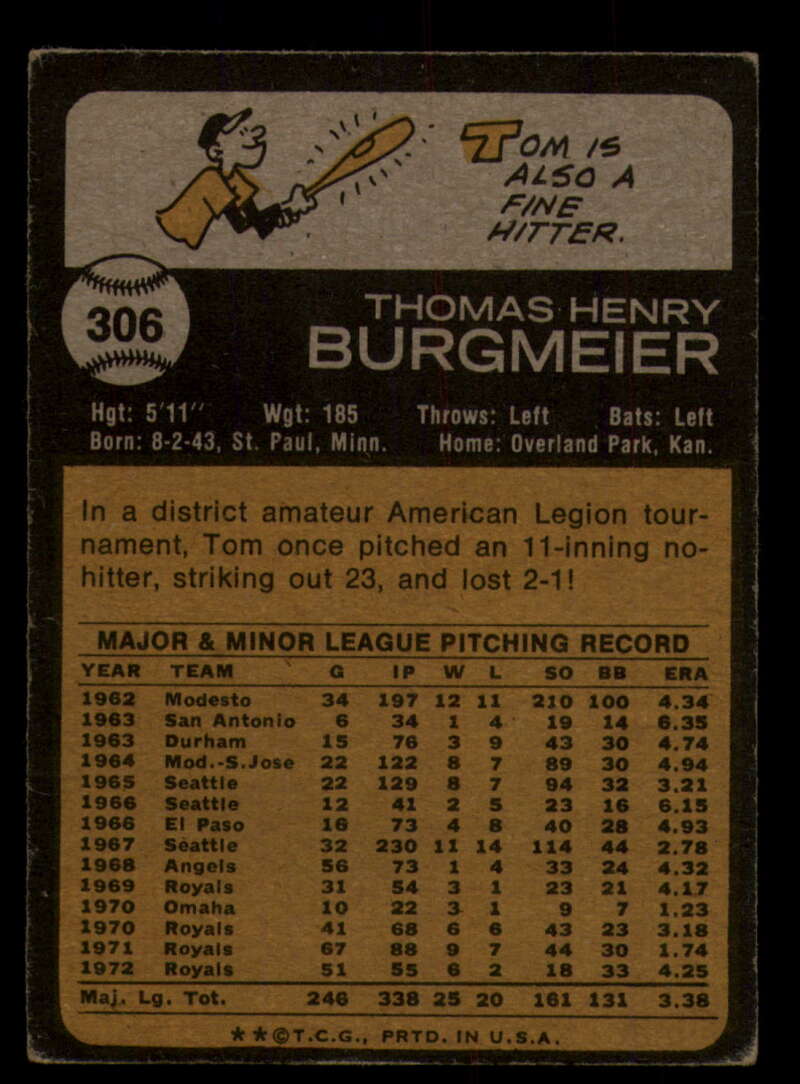 TOM IS
ALSO A
FINE
HITTER.
306
THOMAS HENRY
BURGMEIER
Hgt: 5'11" Wgt: 185 Throws: Left Bats: Left
Born: 8-2-43, St. Paul, Minn. Home: Overland Park, Kan.
In a district amateur American Legion tour-
nament, Tom once pitched an 11-inning no-
hitter, striking out 23, and lost 2-1!
MAJOR & MINOR LEAGUE PITCHING RECORD
YEAR TEAM G IP W L SO BB ERA
1962 Modesto 34 197 12 11 210 100 4.34
1963 San Antonio 6 34 1 4 19 14 6.35
1963 Durham 15 76 3 9 43 30 4.74
1964 Mod.-S.Jose 22 122 8 7 89 30 4.94
1965 Seattle 22 129 8 7 94 32 3.21
1966 Seattle 12 41 2 5 23 16 6.15
1966 El Paso 16 73 4 8 40 28 4.93
1967 Seattle 32 230 11 14 114 44 2.78
1968 Angels 56 73 1 4 33 24 4.32
1969 Royals 31 54 3 1 23 21 4.17
1970 Omaha 10 22 3 1 9 7 1.23
1970 Royals 41 68 6 6 43 23 3.18
1971 Royals 67 88 9 7 44 30 1.74
1972 Royals 51 55 6 2 18 33 4.25
Maj. Lg. Tot. 246 338 25 20 161 131 3.38
**©T.C.G., PRTD. IN U.S.A.